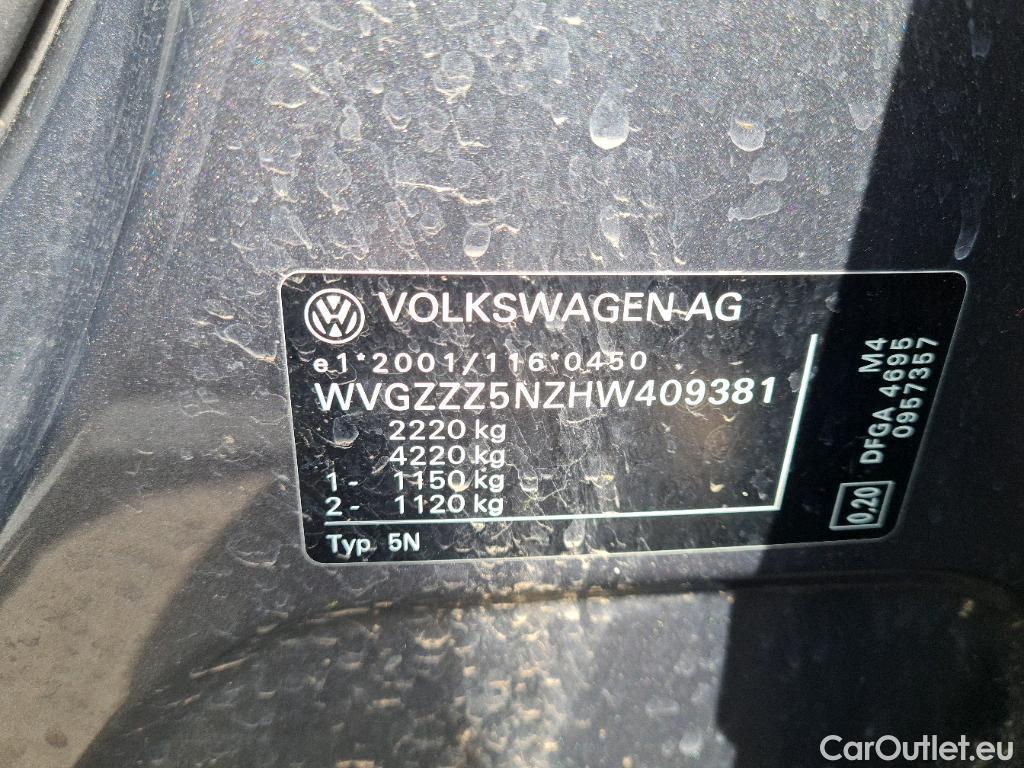 VOLKSWAGEN AG
e1*2001/116*0450
WVGZZZ5NZHW409381
2220 kg
4220 kg
1 - 1150 kg
2 - 1120 kg
Typ 5N
M4
DFGA 4695
0957357
0.20
CarOutlet.eu